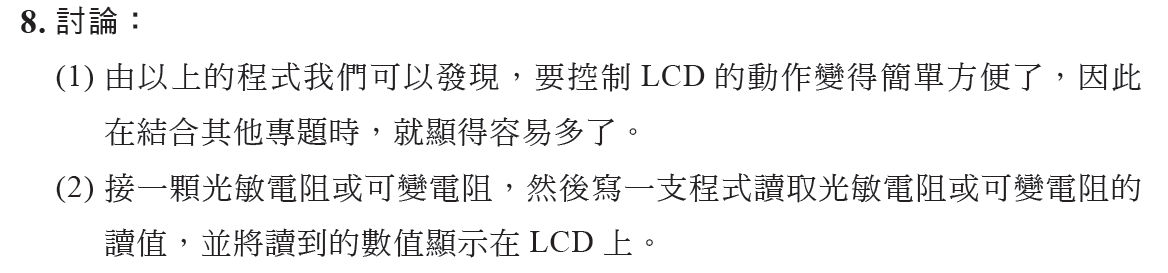 8. 討論：
(1) 由以上的程式我們可以發現，要控制 LCD 的動作變得簡單方便了，因此
在結合其他專題時，就顯得容易多了。
(2) 接一顆光敏電阻或可變電阻，然後寫一支程式讀取光敏電阻或可變電阻的
讀值，並將讀到的數值顯示在 LCD 上。